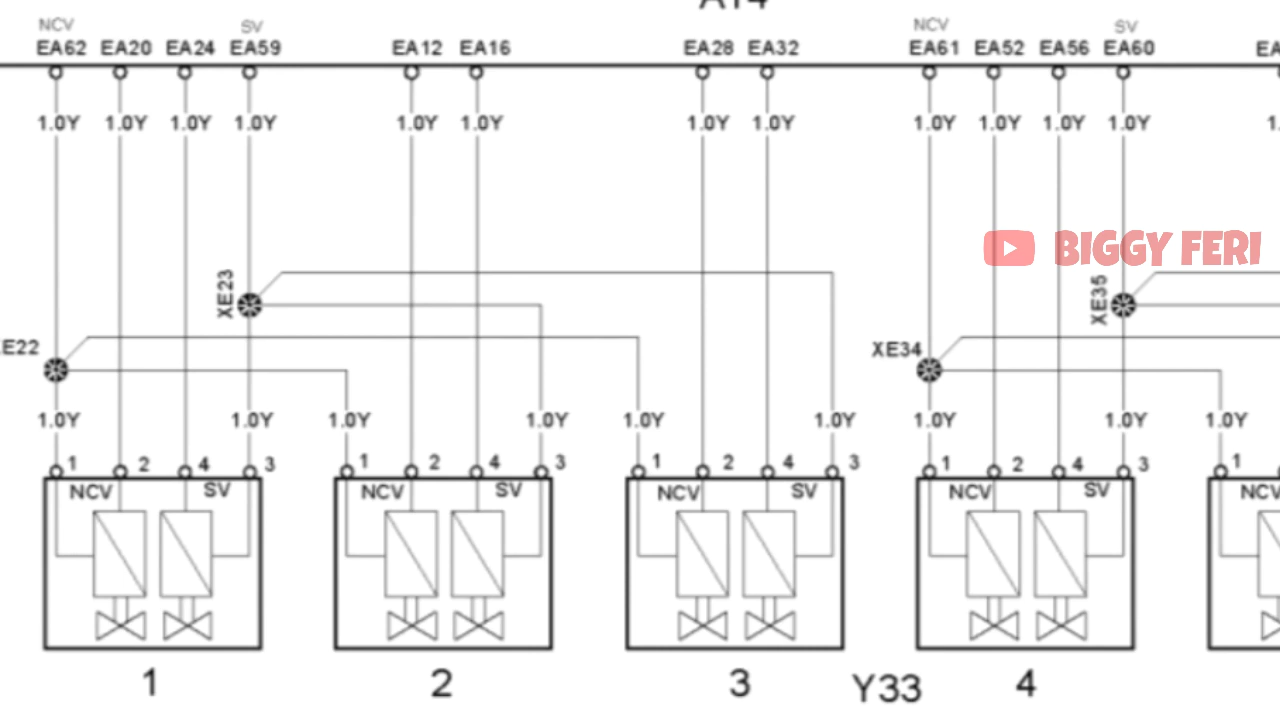 NCV SV NCV SV
EA62 EA20 EA24 EA59 EA12 EA16 EA28 EA32 EA61 EA52 EA56 EA60
1.0Y 1.0Y 1.0Y 1.0Y 1.0Y 1.0Y 1.0Y 1.0Y 1.0Y 1.0Y 1.0Y 1.0Y
BIGGY FERI
XE23 XE35
E22 XE34
1.0Y 1.0Y 1.0Y 1.0Y 1.0Y 1.0Y 1.0Y 1.0Y 1.0Y
1 2 4 3 1 2 4 3 1 2 4 3 1 2 4 3 1
NCV SV NCV SV NCV SV NCV SV NCV
1 2 3 Y33 4